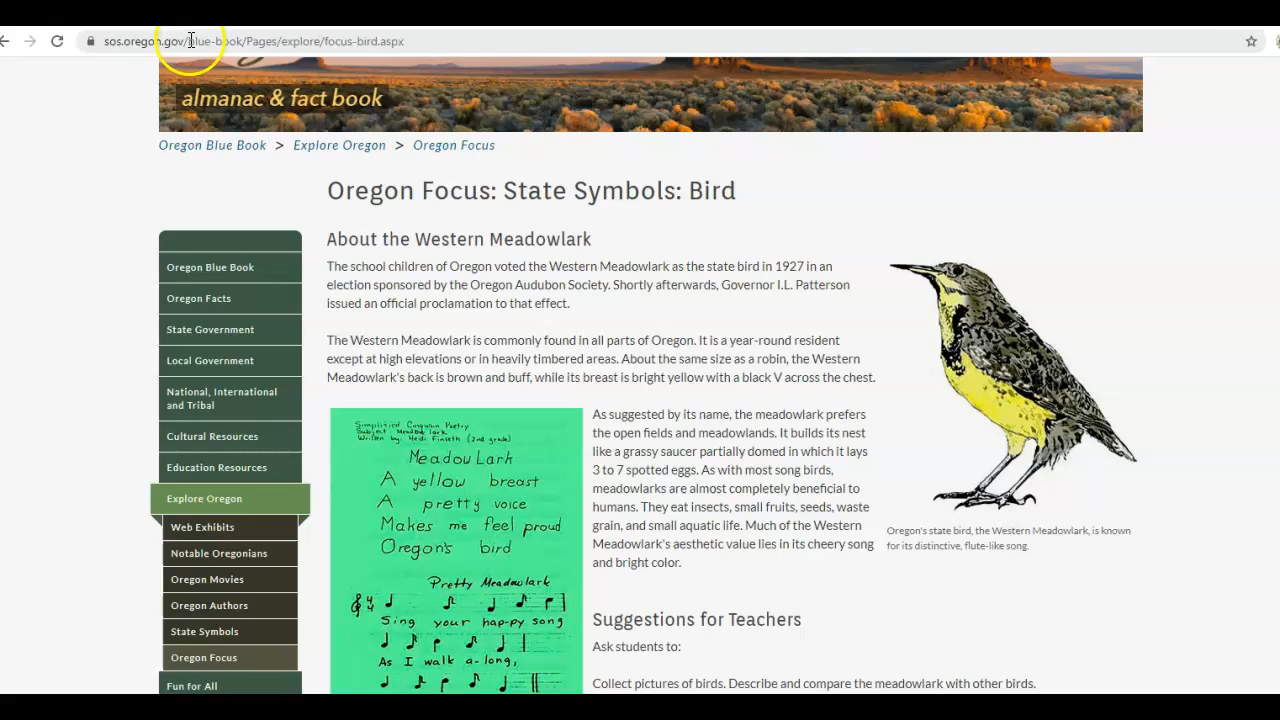 sos.oregon.gov/blue-book/Pages/explore/focus-bird.aspx
almanac & fact book
Oregon Blue Book > Explore Oregon > Oregon Focus
Oregon Focus: State Symbols: Bird
Oregon Blue Book
Oregon Facts
State Government
Local Government
National, International
and Tribal
Cultural Resources
Education Resources
Explore Oregon
Web Exhibits
Notable Oregonians
Oregon Movies
Oregon Authors
State Symbols
Oregon Focus
Fun for All
About the Western Meadowlark
The school children of Oregon voted the Western Meadowlark as the state bird in 1927 in an
election sponsored by the Oregon Audubon Society. Shortly afterwards, Governor I.L. Patterson
issued an official proclamation to that effect.
The Western Meadowlark is commonly found in all parts of Oregon. It is a year-round resident
except at high elevations or in heavily timbered areas. About the same size as a robin, the Western
Meadowlark's back is brown and buff, while its breast is bright yellow with a black V across the chest.
Simplified Cinquain Poetry
Subject: Meadowlark
Written by: Heidi Finseth (2nd grade)
MeadowLark
A yellow breast
A pretty voice
Makes me feel proud
Oregon's bird
Pretty Meadowlark
4/4
Sing your hap-py song
As I walk a-long,
As suggested by its name, the meadowlark prefers
the open fields and meadowlands. It builds its nest
like a grassy saucer partially domed in which it lays
3 to 7 spotted eggs. As with most song birds,
meadowlarks are almost completely beneficial to
humans. They eat insects, small fruits, seeds, waste
grain, and small aquatic life. Much of the Western
Meadowlark's aesthetic value lies in its cheery song
and bright color.
Oregon's state bird, the Western Meadowlark, is known
for its distinctive, flute-like song.
Suggestions for Teachers
Ask students to:
Collect pictures of birds. Describe and compare the meadowlark with other birds.